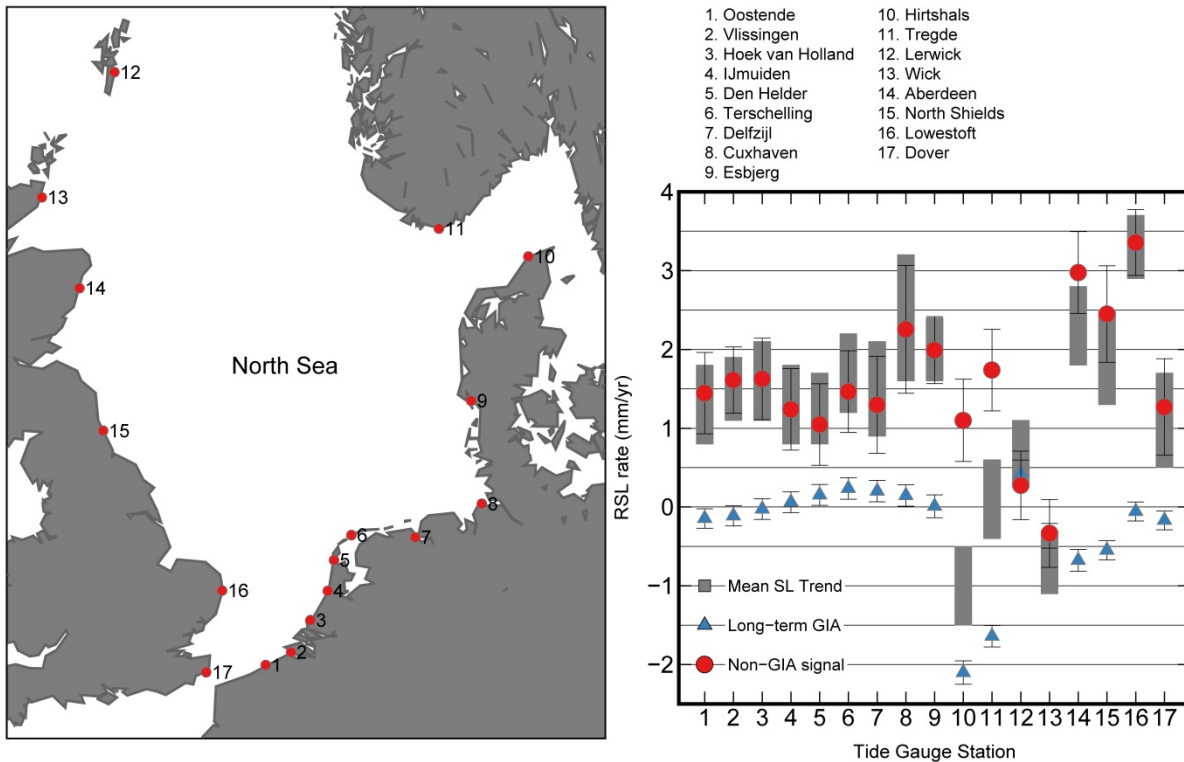 12
13
11
10
14
North Sea
9
15
8
6
7
5
16
4
3
2
17
1
1. Oostende
2. Vlissingen
3. Hoek van Holland
4. IJmuiden
5. Den Helder
6. Terschelling
7. Delfzijl
8. Cuxhaven
9. Esbjerg
10. Hirtshals
11. Tregde
12. Lerwick
13. Wick
14. Aberdeen
15. North Shields
16. Lowestoft
17. Dover
4
3
2
1
0
−1
−2
RSL rate (mm/yr)
Mean SL Trend
Long−term GIA
Non−GIA signal
1 2 3 4 5 6 7 8 9 10 11 12 13 14 15 16 17
Tide Gauge Station